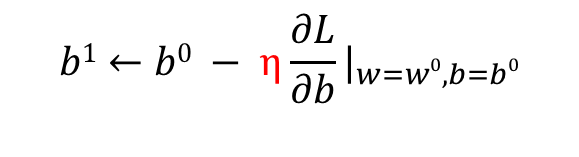 b¹ ← b⁰ − η ∂L/∂b |w=w⁰,b=b⁰